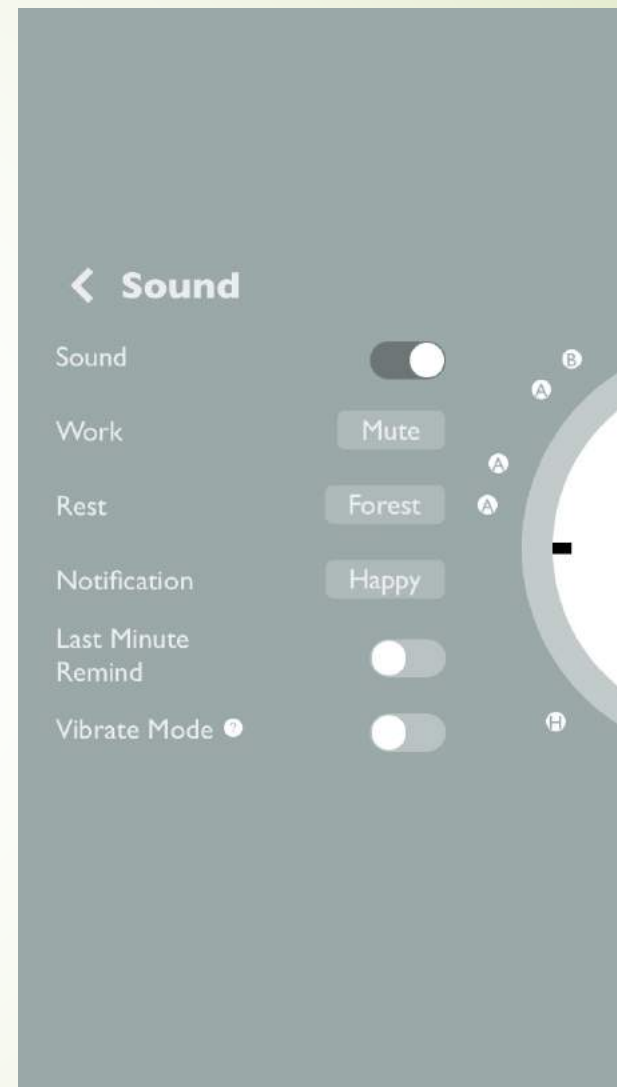 Sound
Sound
B
A
Work
Mute
A
Rest
Forest
A
Notification
Happy
Last Minute
Remind
Vibrate Mode ?
H